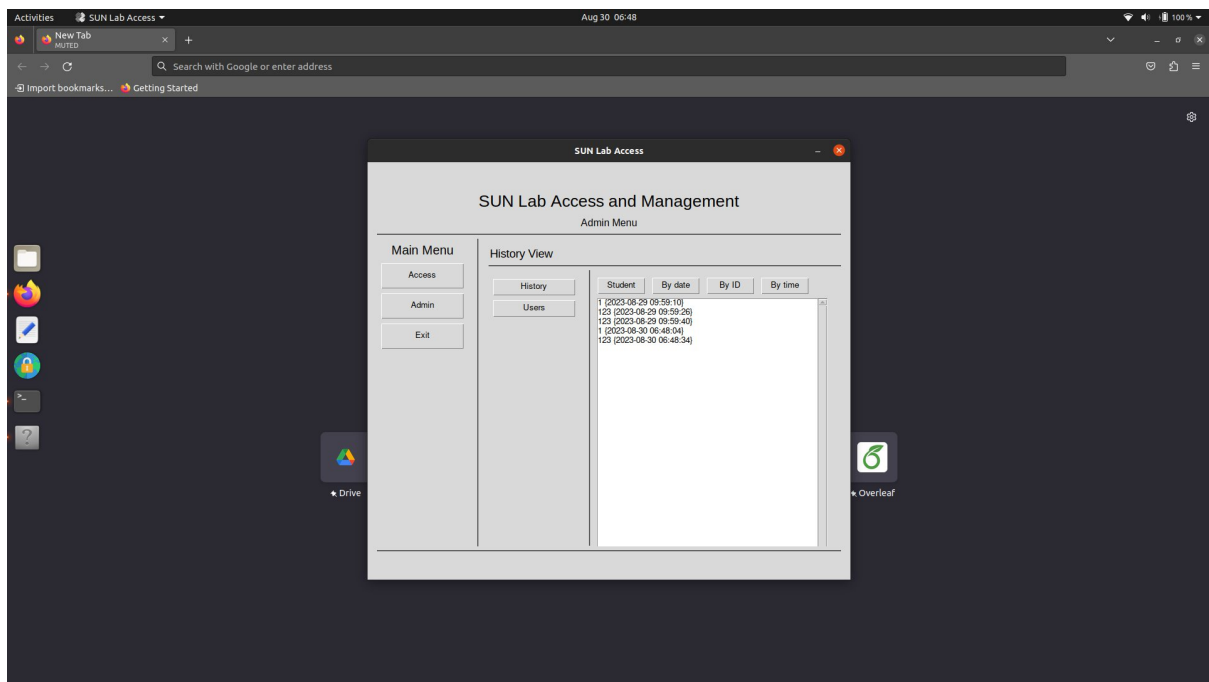 Activities SUN Lab Access Aug 30 06:48 100 %
New Tab
MUTED
Search with Google or enter address
Import bookmarks... Getting Started
SUN Lab Access
SUN Lab Access and Management
Admin Menu
Main Menu
Access
Admin
Exit
History View
History
Users
Student By date By ID By time
1 {2023-08-29 09:59:10}
123 {2023-08-29 09:59:26}
123 {2023-08-29 09:59:40}
1 {2023-08-30 06:48:04}
123 {2023-08-30 06:48:34}
Drive
Overleaf